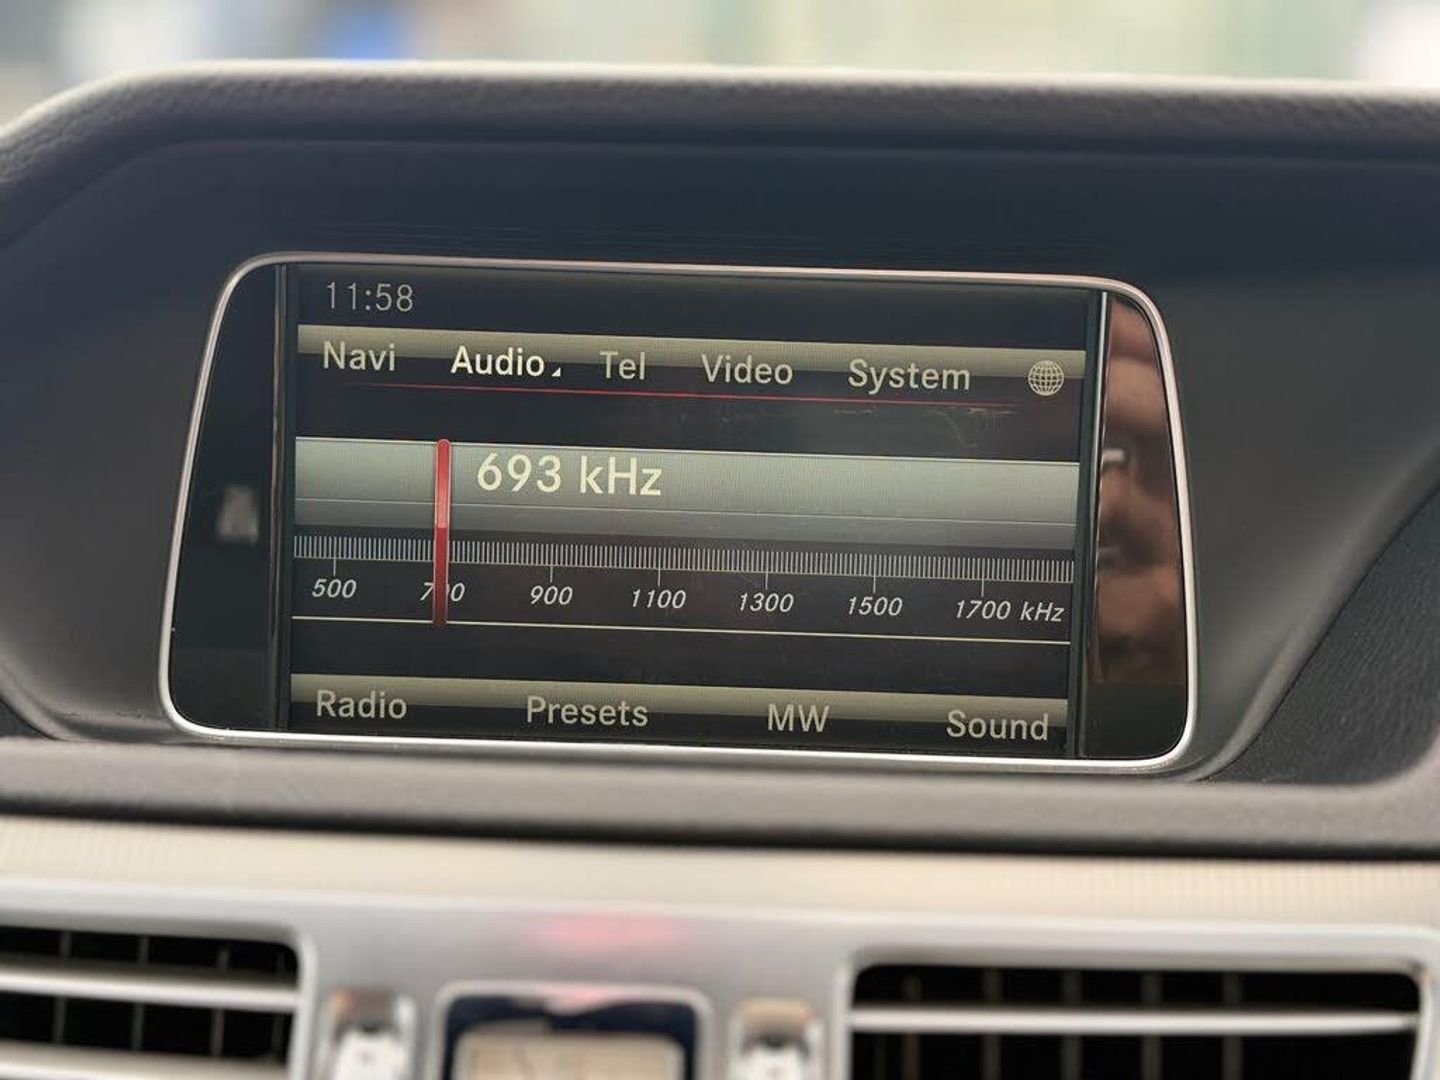 11:58
Navi Audio Tel Video System
693 kHz
500 700 900 1100 1300 1500 1700 kHz
Radio Presets MW Sound